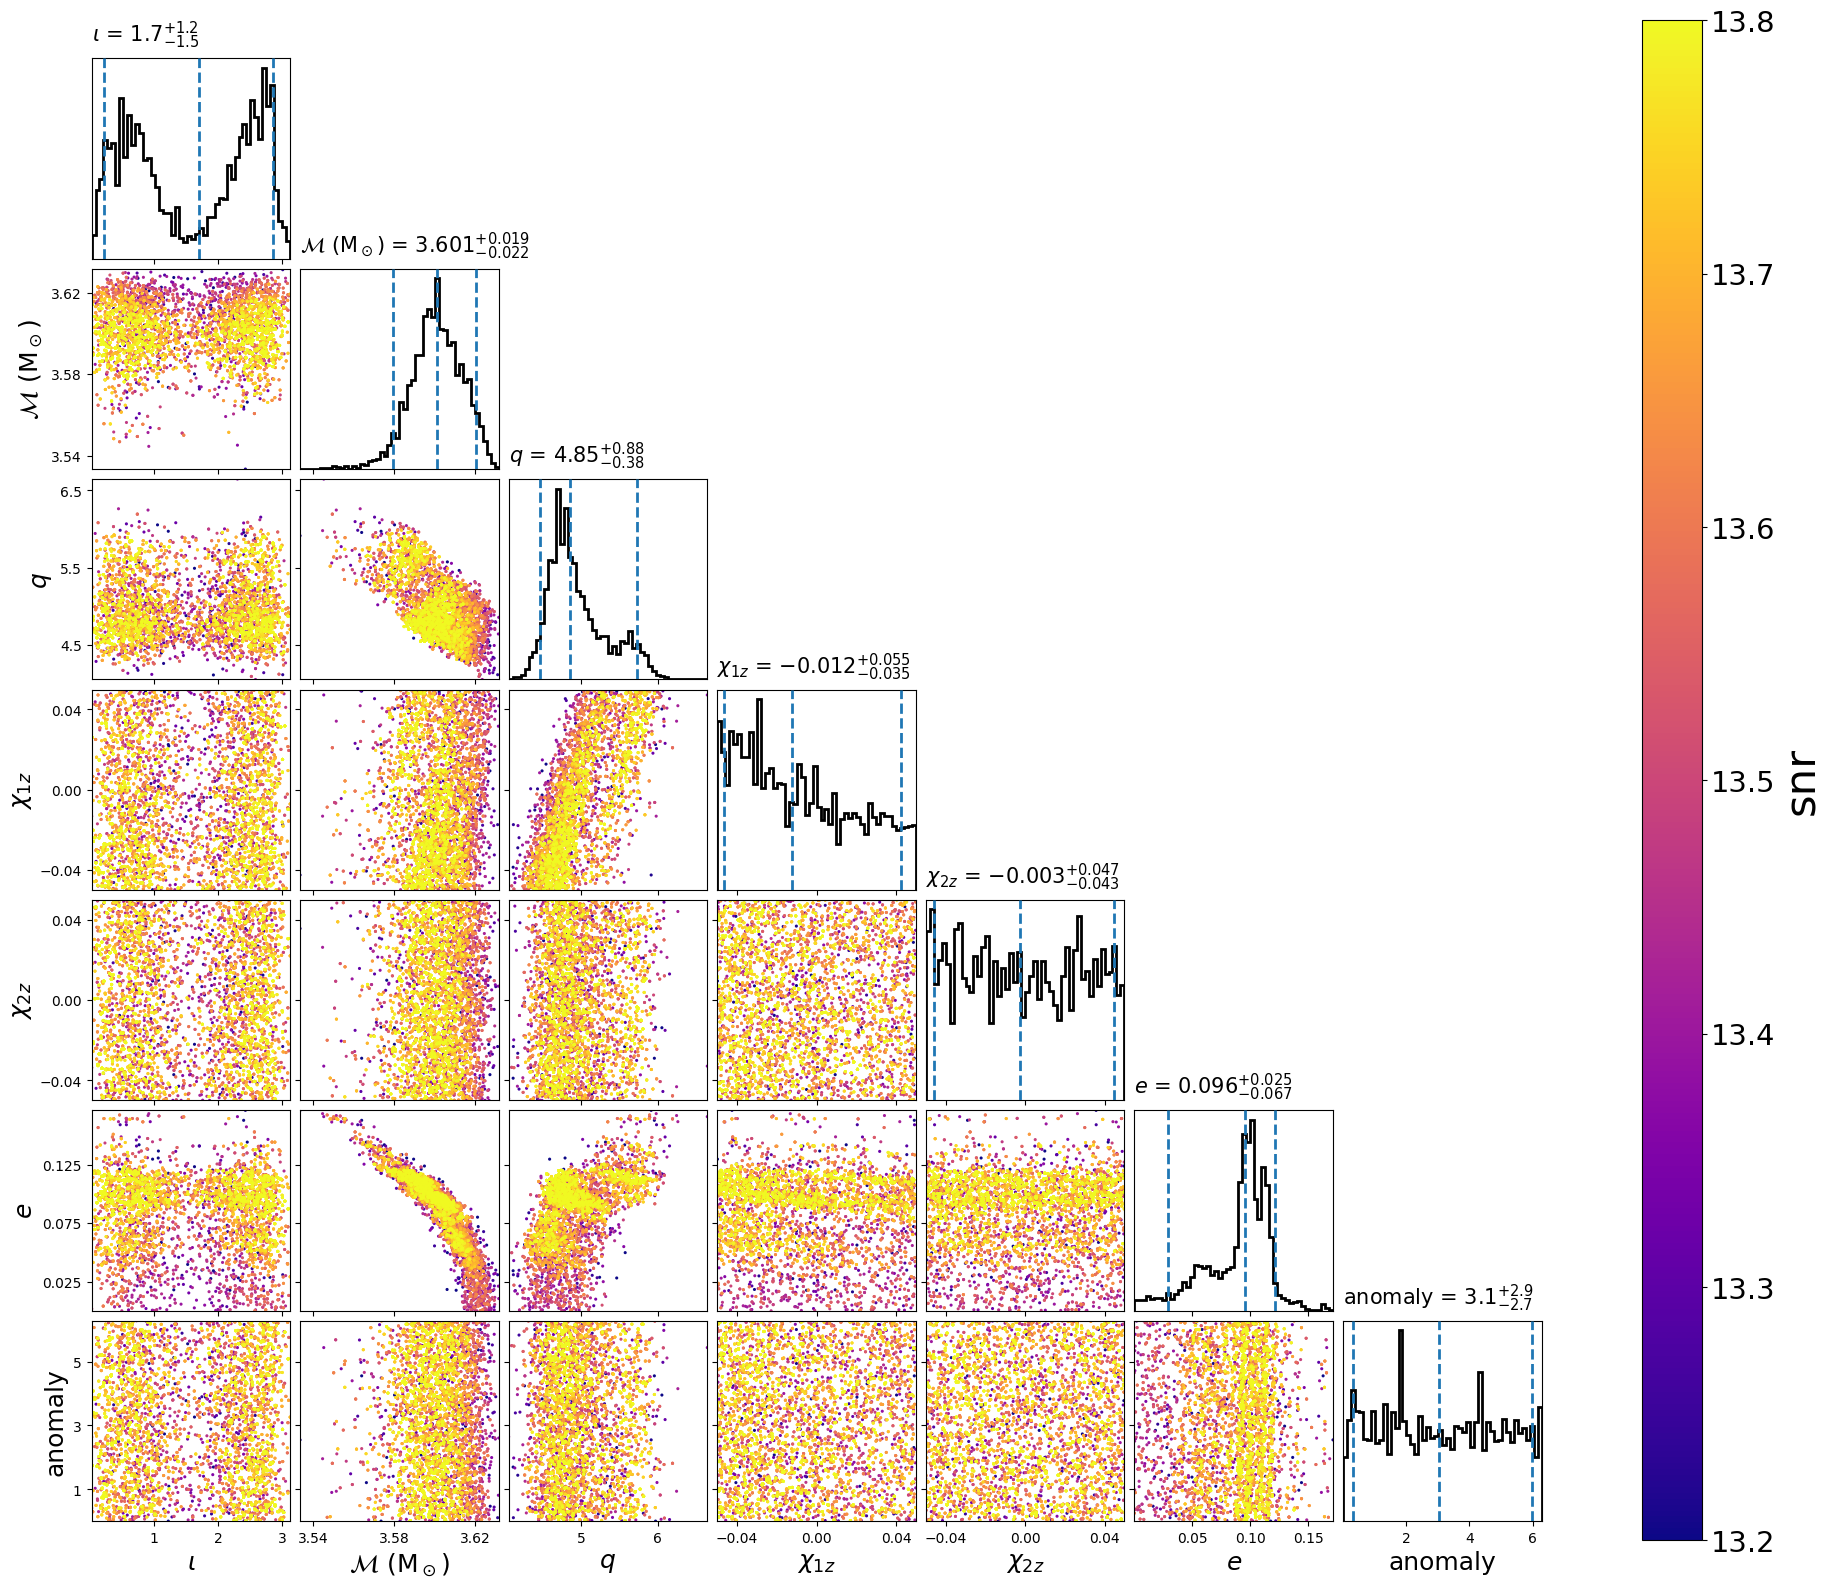 ι = 1.7+1.2−1.5
13.8
M (M⊙) = 3.601+0.019−0.022
3.62
3.58
3.54
M (M⊙)
13.7
q = 4.85+0.88−0.38
6.5
5.5
4.5
q
13.6
χ1z = −0.012+0.055−0.035
0.04
0.00
−0.04
χ1z
13.5
snr
χ2z = −0.003+0.047−0.043
0.04
0.00
−0.04
χ2z
13.4
e = 0.096+0.025−0.067
0.125
0.075
0.025
e
13.3
anomaly = 3.1+2.9−2.7
5
3
1
anomaly
13.2
1 2 3 3.54 3.58 3.62 5 6 −0.04 0.00 0.04 −0.04 0.00 0.04 0.05 0.10 0.15 2 4 6
ι M (M⊙) q χ1z χ2z e anomaly